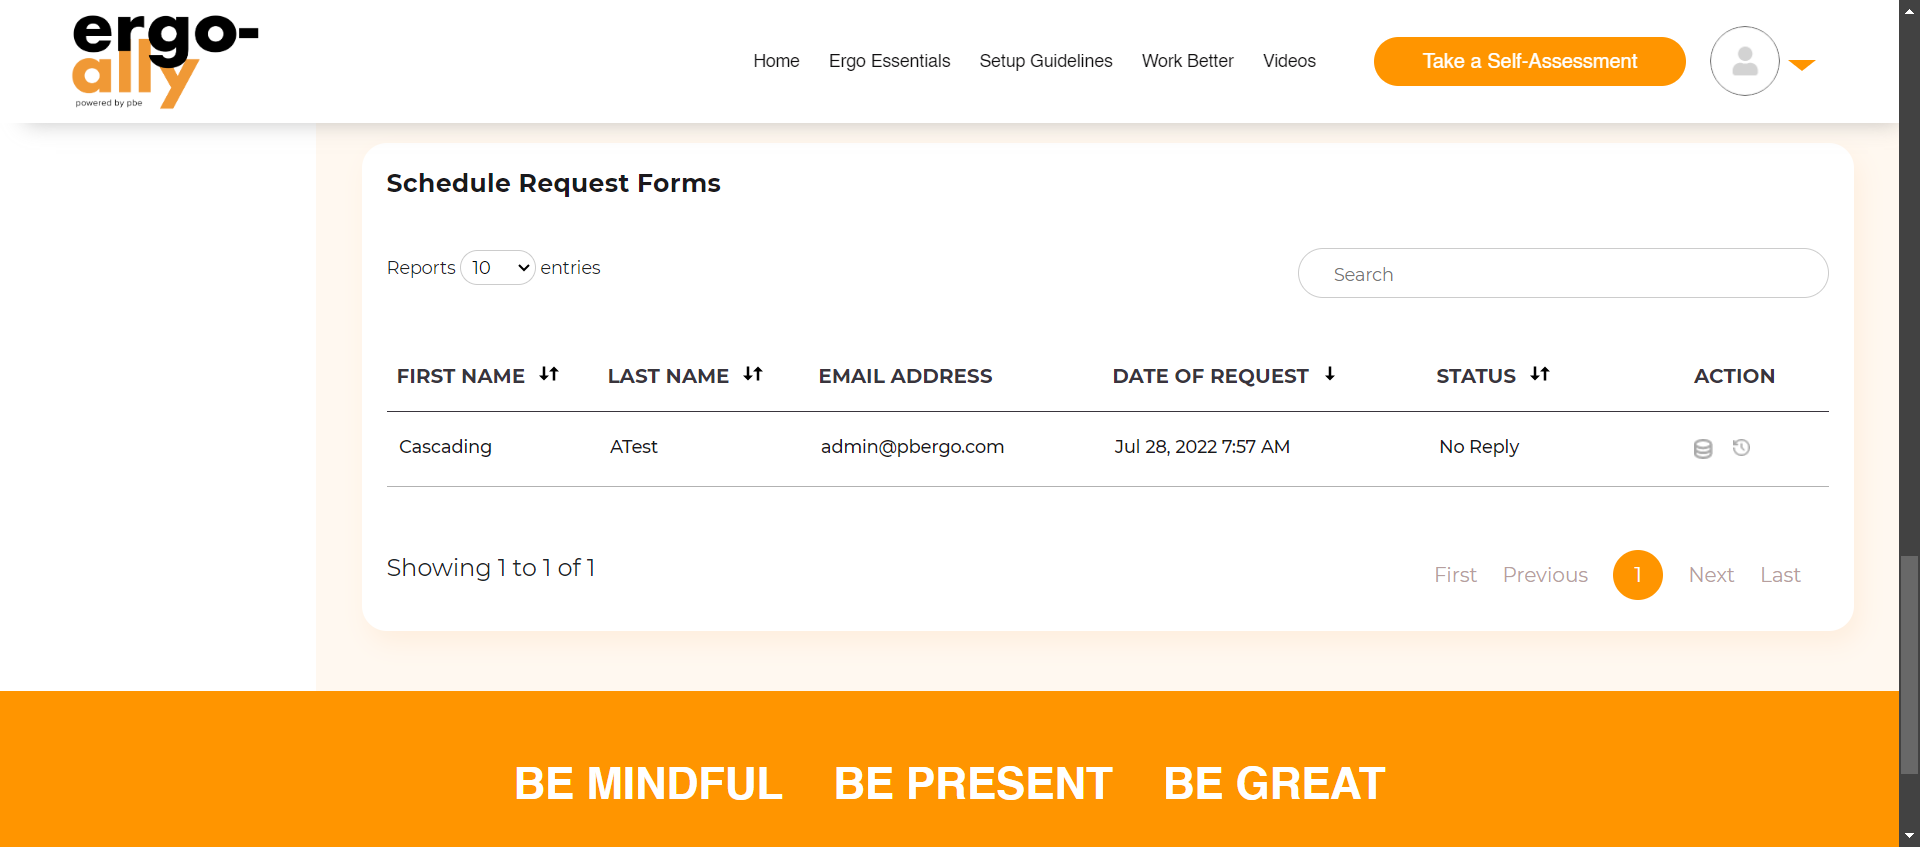 ergo-
ally
powered by pbe
Home Ergo Essentials Setup Guidelines Work Better Videos Take a Self-Assessment
Schedule Request Forms
Reports 10 entries
Search
FIRST NAME LAST NAME EMAIL ADDRESS DATE OF REQUEST STATUS ACTION
Cascading ATest admin@pbergo.com Jul 28, 2022 7:57 AM No Reply
Showing 1 to 1 of 1
First Previous 1 Next Last
BE MINDFUL BE PRESENT BE GREAT